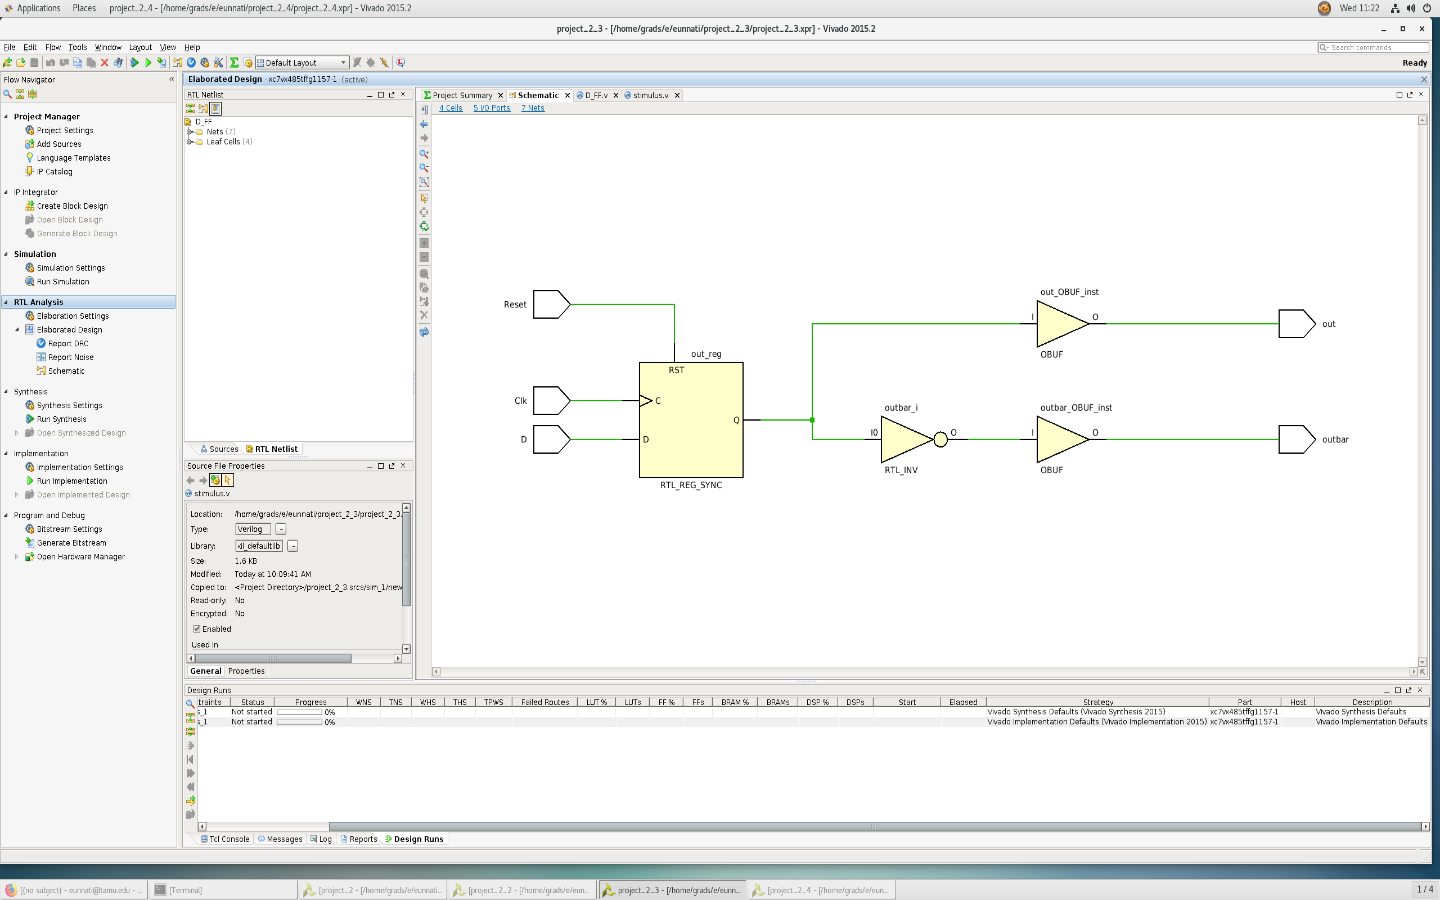 Applications Places project_2_4 - [/home/grads/e/eunnati/project_2_4/project_2_4.xpr] - Vivado 2015.2 Wed 11:22
project_2_3 - [/home/grads/e/eunnati/project_2_3/project_2_3.xpr] - Vivado 2015.2
File Edit Flow Tools Window Layout View Help Search commands
Default Layout Ready
Flow Navigator
Elaborated Design - xc7vx485tffg1157-1 (active)
RTL Netlist
Project Summary Schematic D_FF.v stimulus.v
4 Cells 5 I/O Ports 7 Nets
D_FF
Nets (7)
Leaf Cells (4)
Project Manager
Project Settings
Add Sources
Language Templates
IP Catalog
IP Integrator
Create Block Design
Open Block Design
Generate Block Design
Simulation
Simulation Settings
Run Simulation
RTL Analysis
Elaboration Settings
Elaborated Design
Report DRC
Report Noise
Schematic
Synthesis
Synthesis Settings
Run Synthesis
Open Synthesized Design
Implementation
Implementation Settings
Run Implementation
Open Implemented Design
Program and Debug
Bitstream Settings
Generate Bitstream
Open Hardware Manager
Sources RTL Netlist
Source File Properties
stimulus.v
Location: /home/grads/e/eunnati/project_2_3/project_2_3.
Type: Verilog
Library: xil_defaultlib
Size: 1.6 KB
Modified: Today at 10:09:41 AM
Copied to: <Project Directory>/project_2_3.srcs/sim_1/new
Read-only: No
Encrypted: No
Enabled
Used In
General Properties
Reset
out_OBUF_inst
I O
out
OBUF
out_reg
RST
Clk
C
D
D
Q
RTL_REG_SYNC
outbar_i
I0 O
RTL_INV
outbar_OBUF_inst
I O
outbar
OBUF
Design Runs
traints Status Progress WNS TNS WHS THS TPWS Failed Routes LUT % LUTs FF % FFs BRAM % BRAMs DSP % DSPs Start Elapsed Strategy Part Host Description
s_1 Not started 0% Vivado Synthesis Defaults (Vivado Synthesis 2015) xc7vx485tffg1157-1 Vivado Synthesis Defaults
s_1 Not started 0% Vivado Implementation Defaults (Vivado Implementation 2015) xc7vx485tffg1157-1 Vivado Implementation Defaults
Tcl Console Messages Log Reports Design Runs
[(no subject) - eunnati@tamu.edu - ... [Terminal] [project_2 - [/home/grads/e/eunnati... [project_2_2 - [/home/grads/e/eun... project_2_3 - [/home/grads/e/eunn... [project_2_4 - [/home/grads/e/eun... 1 / 4